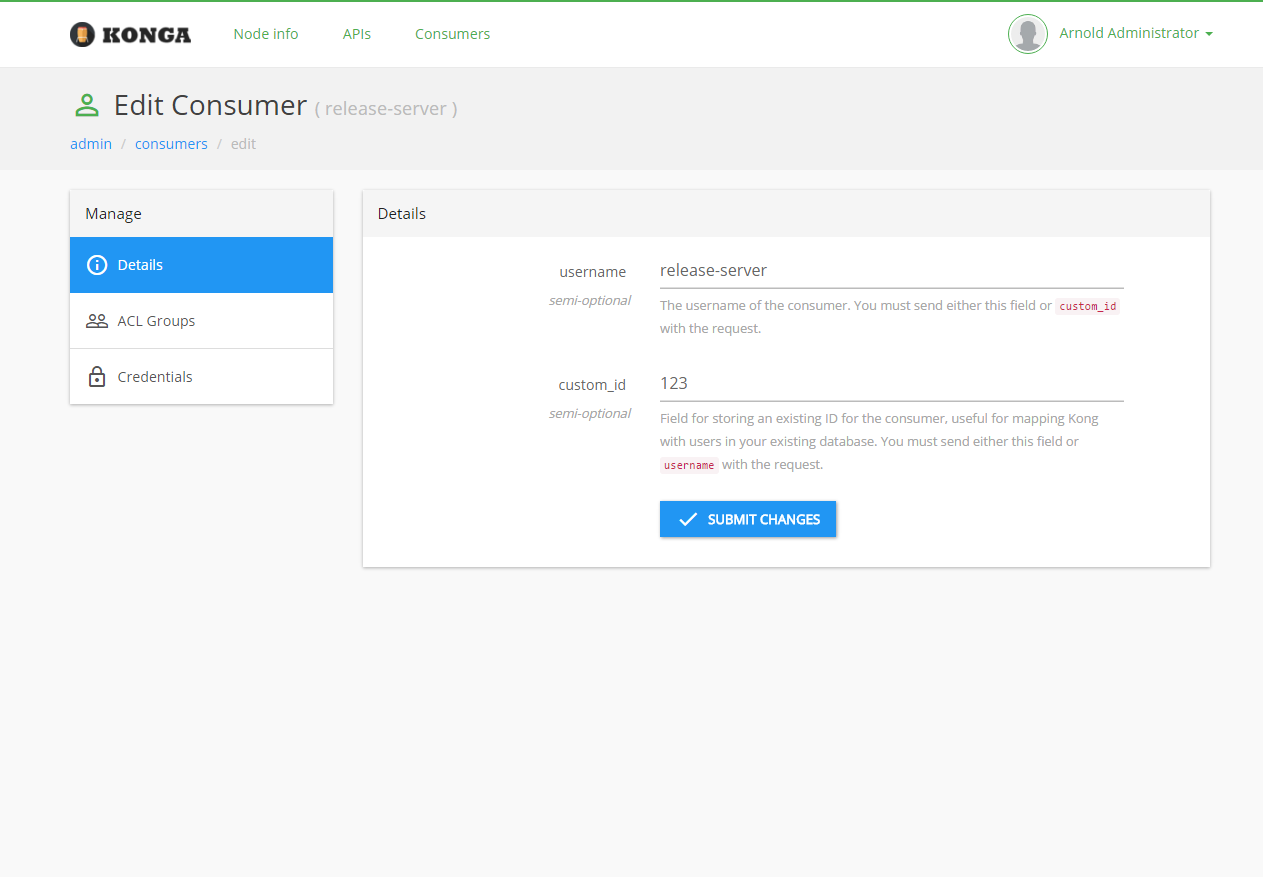 KONGA Node info APIs Consumers Arnold Administrator
Edit Consumer ( release-server )
admin / consumers / edit
Manage
Details
ACL Groups
Credentials
Details
username release-server
semi-optional
The username of the consumer. You must send either this field or custom_id
with the request.
custom_id 123
semi-optional
Field for storing an existing ID for the consumer, useful for mapping Kong
with users in your existing database. You must send either this field or
username with the request.
SUBMIT CHANGES